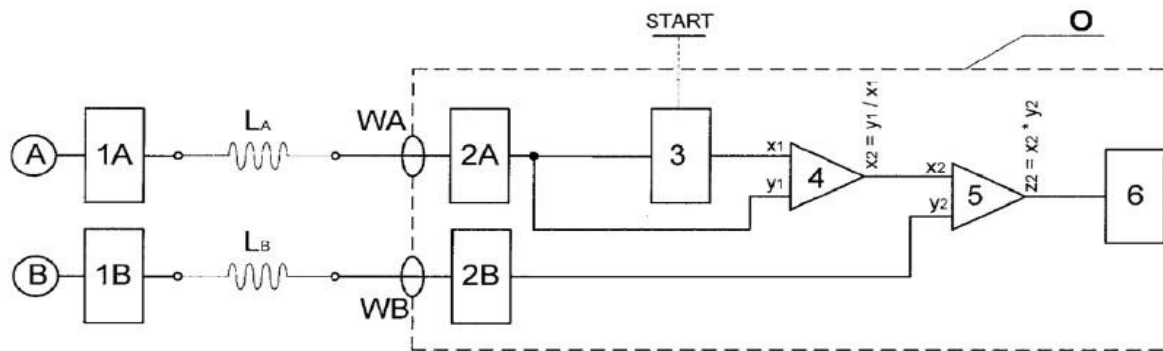 START
O
A
1A
LA
WA
2A
3
x1
y1
4
x2 = y1 / x1
x2
y2
5
z2 = x2 * y2
6
B
1B
LB
WB
2B